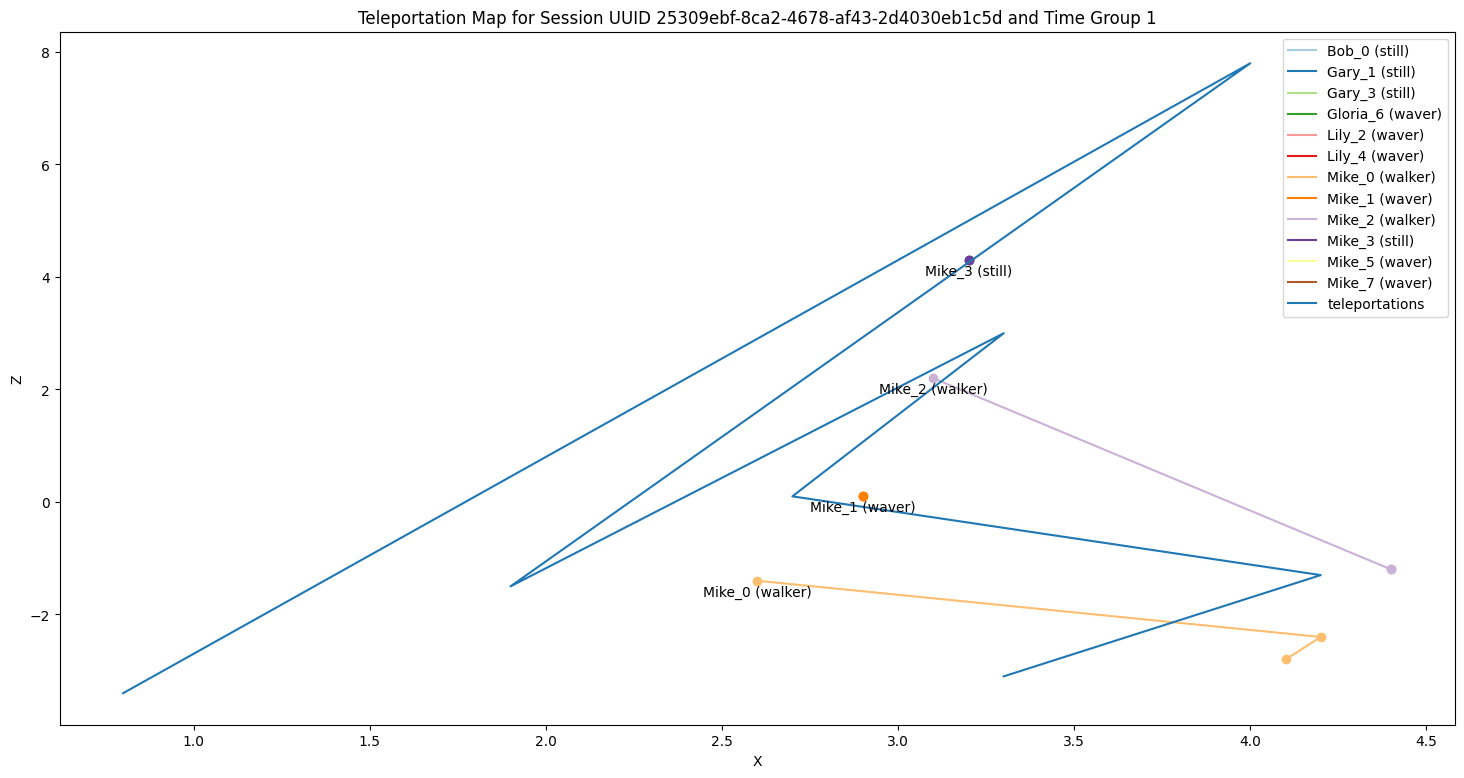 Teleportation Map for Session UUID 25309ebf-8ca2-4678-af43-2d4030eb1c5d and Time Group 1
8
6
4
2
0
−2
Z
Bob_0 (still)
Gary_1 (still)
Gary_3 (still)
Gloria_6 (waver)
Lily_2 (waver)
Lily_4 (waver)
Mike_0 (walker)
Mike_1 (waver)
Mike_2 (walker)
Mike_3 (still)
Mike_5 (waver)
Mike_7 (waver)
teleportations
Mike_3 (still)
Mike_2 (walker)
Mike_1 (waver)
Mike_0 (walker)
1.0 1.5 2.0 2.5 3.0 3.5 4.0 4.5
X